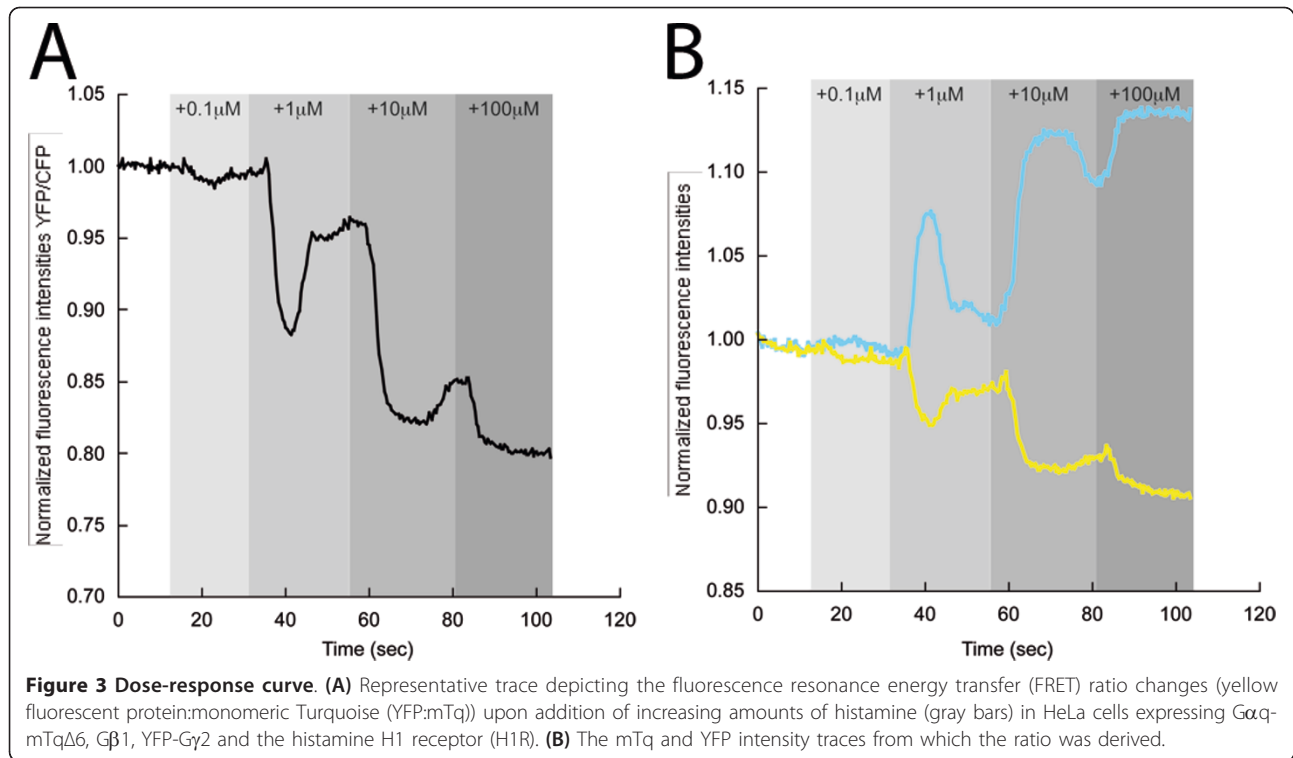 A
Normalized fluorescence intensities YFP/CFP
1.05
1.00
0.95
0.90
0.85
0.80
0.75
0.70
+0.1µM +1µM +10µM +100µM
0 20 40 60 80 100 120
Time (sec)
B
Normalized fluorescence intensities
1.15
1.10
1.05
1.00
0.95
0.90
0.85
+0.1µM +1µM +10µM +100µM
0 20 40 60 80 100 120
Time (sec)
Figure 3 Dose-response curve. (A) Representative trace depicting the fluorescence resonance energy transfer (FRET) ratio changes (yellow
fluorescent protein:monomeric Turquoise (YFP:mTq)) upon addition of increasing amounts of histamine (gray bars) in HeLa cells expressing Gαq-
mTqΔ6, Gβ1, YFP-Gγ2 and the histamine H1 receptor (H1R). (B) The mTq and YFP intensity traces from which the ratio was derived.